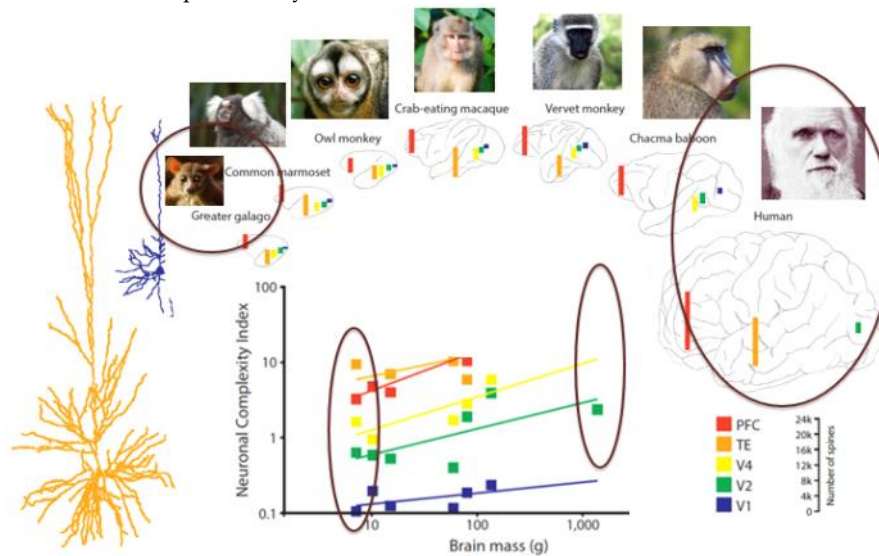 Crab-eating macaque
Vervet monkey
Owl monkey
Chacma baboon
Common marmoset
Greater galago
Human
Neuronal Complexity Index
100
10
1
0.1
10
100
1,000
Brain mass (g)
PFC
TE
V4
V2
V1
24k
20k
16k
12k
8k
4k
0
Number of spines